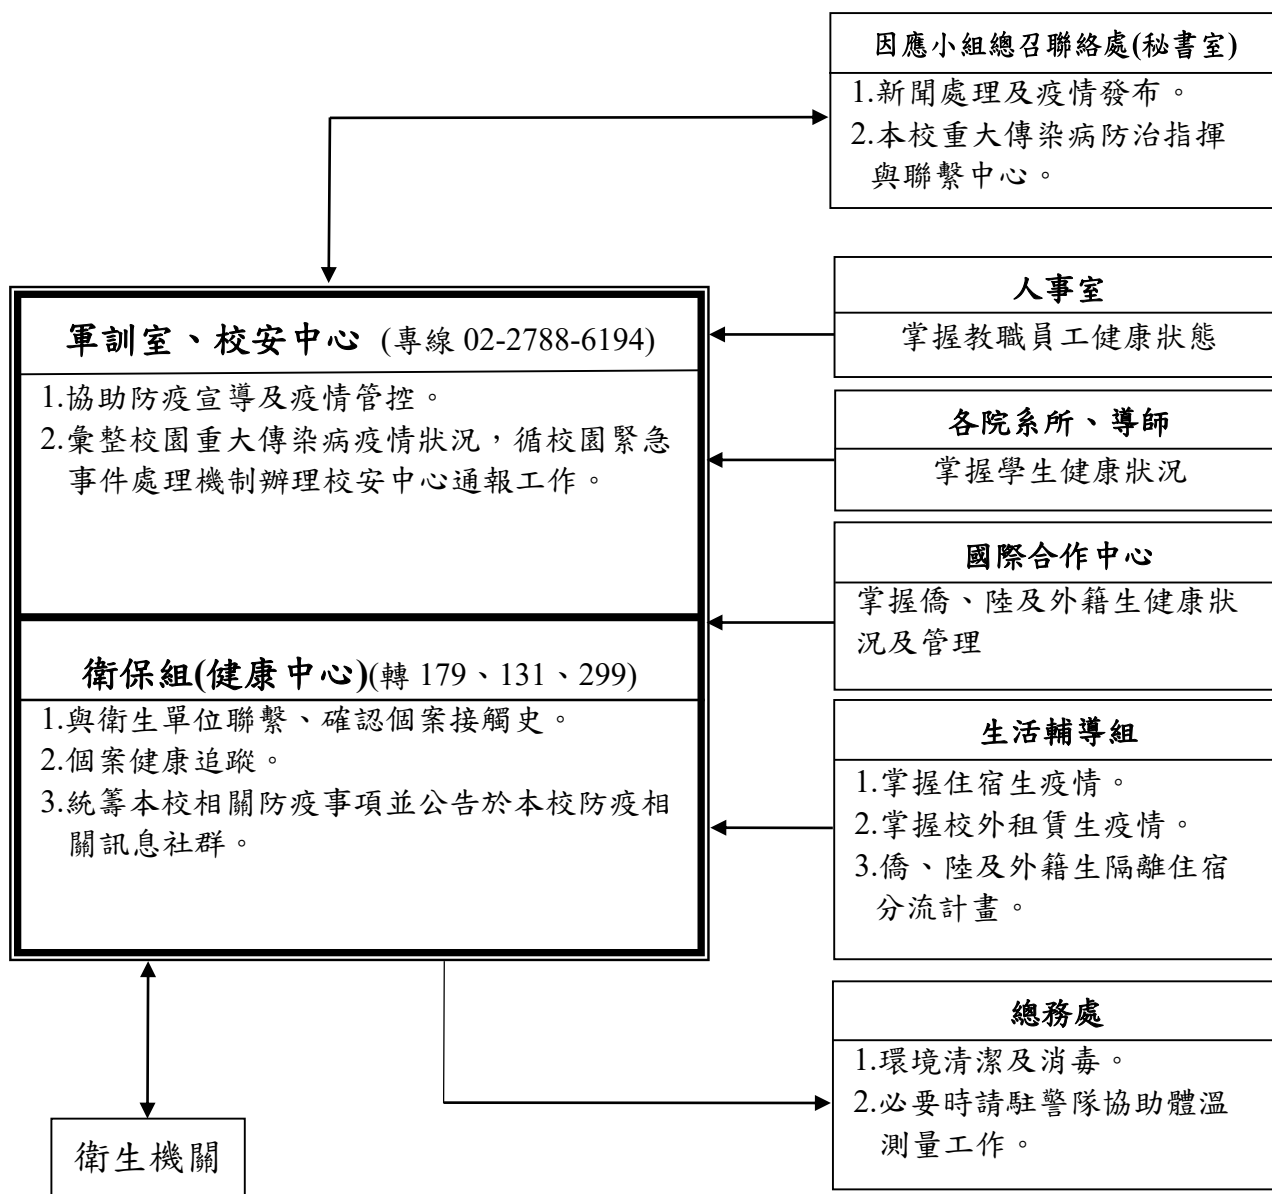 因應小組總召聯絡處(秘書室)
1.新聞處理及疫情發布。
2.本校重大傳染病防治指揮
與聯繫中心。
人事室
掌握教職員工健康狀態
軍訓室、校安中心 (專線 02-2788-6194)
1.協助防疫宣導及疫情管控。
2.彙整校園重大傳染病疫情狀況，循校園緊急
事件處理機制辦理校安中心通報工作。
各院系所、導師
掌握學生健康狀況
國際合作中心
掌握僑、陸及外籍生健康狀
況及管理
衛保組(健康中心)(轉 179、131、299)
1.與衛生單位聯繫、確認個案接觸史。
2.個案健康追蹤。
3.統籌本校相關防疫事項並公告於本校防疫相
關訊息社群。
生活輔導組
1.掌握住宿生疫情。
2.掌握校外租賃生疫情。
3.僑、陸及外籍生隔離住宿
分流計畫。
總務處
1.環境清潔及消毒。
2.必要時請駐警隊協助體溫
測量工作。
衛生機關